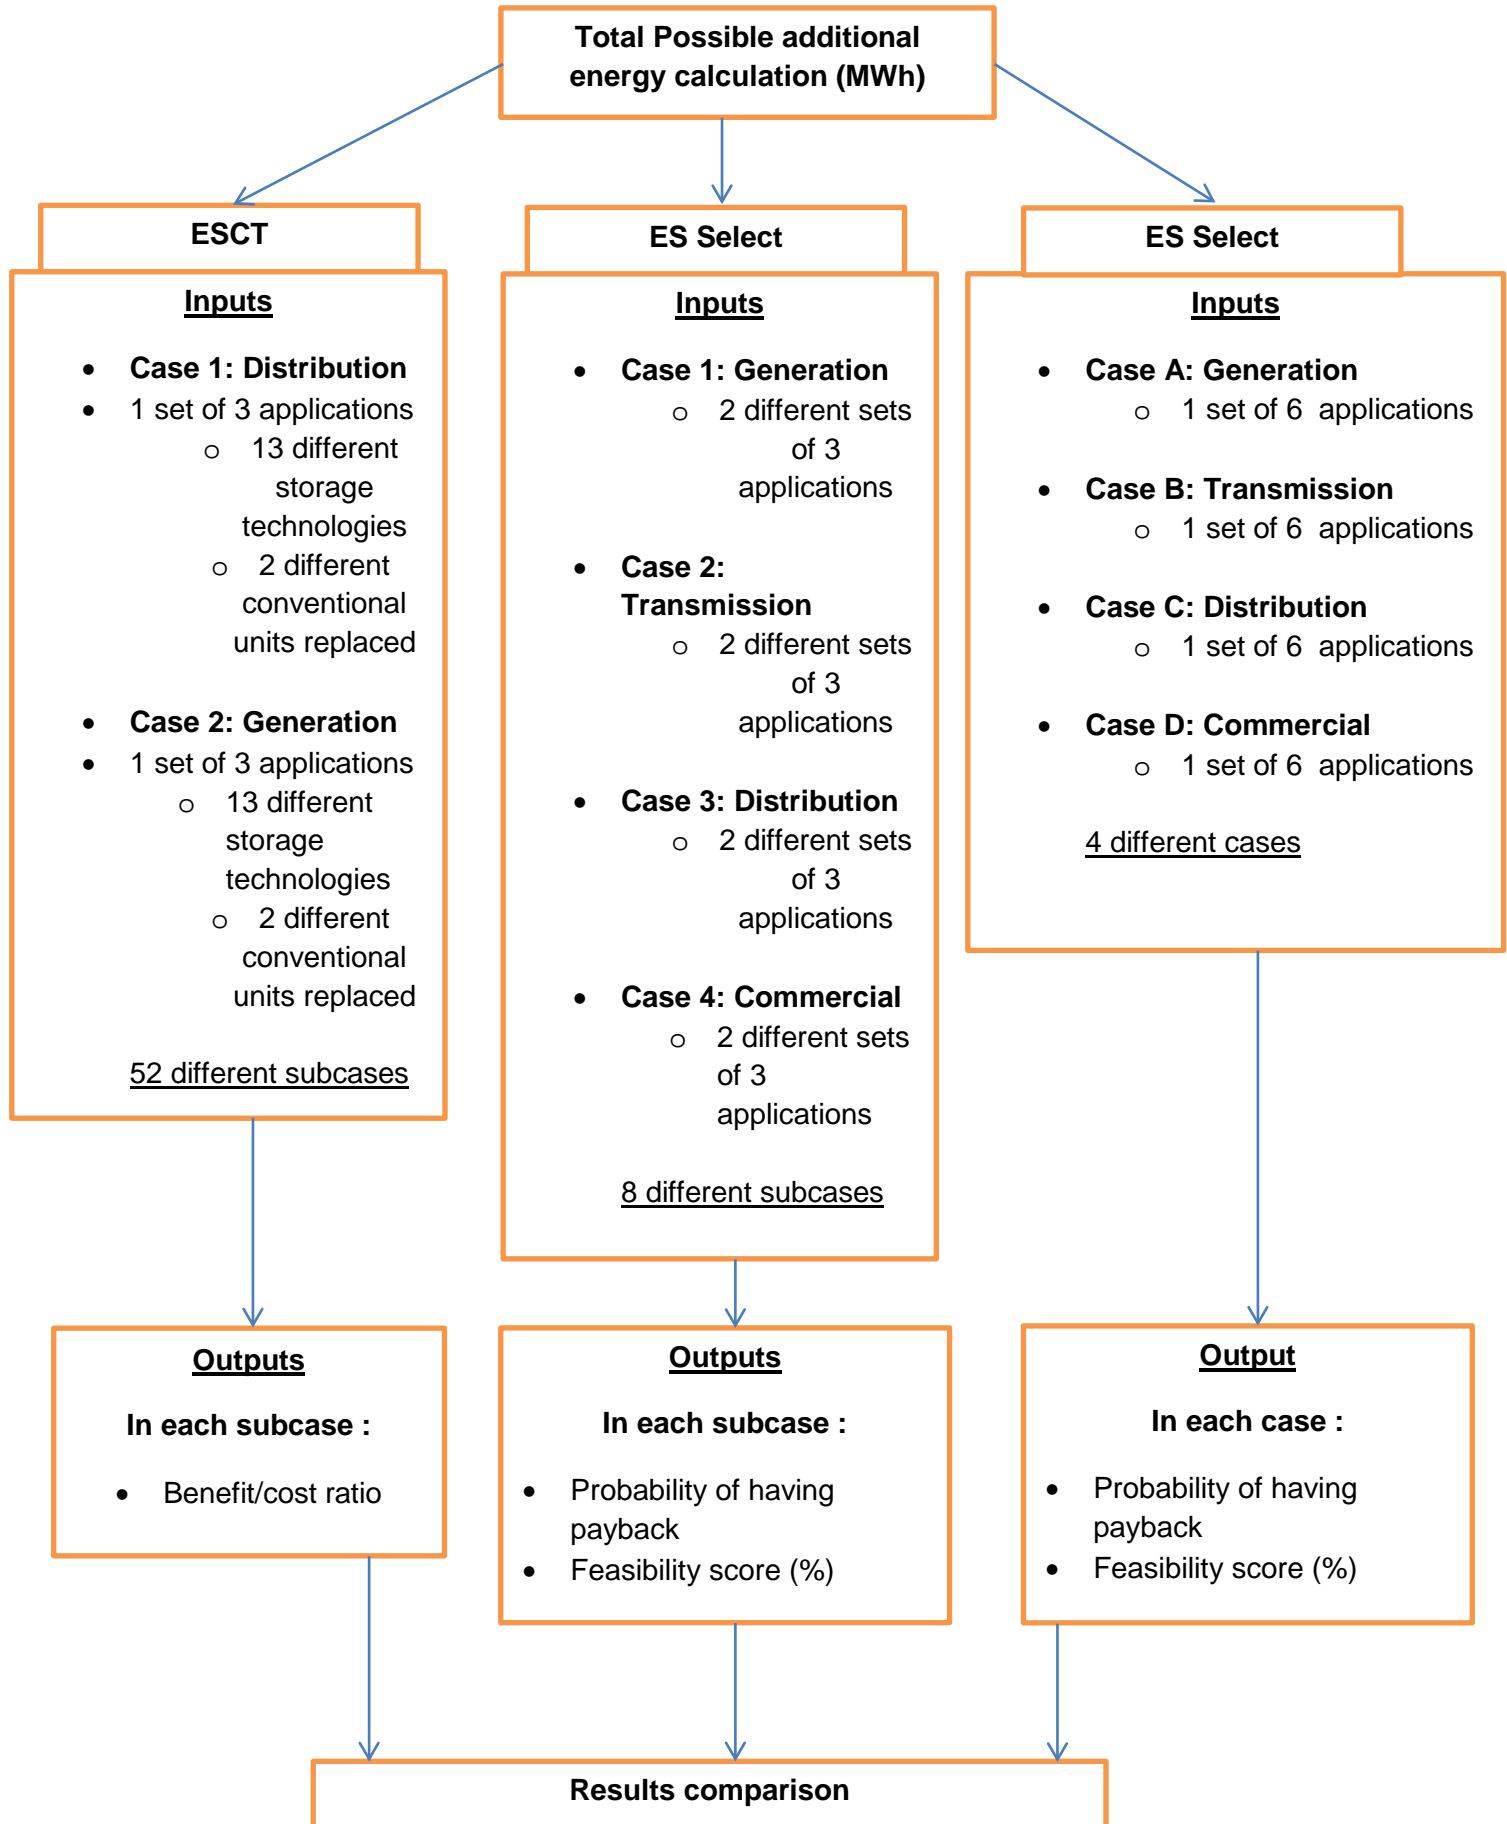 Total Possible additional
energy calculation (MWh)
ESCT
Inputs
• Case 1: Distribution
• 1 set of 3 applications
o 13 different
storage
technologies
o 2 different
conventional
units replaced
• Case 2: Generation
• 1 set of 3 applications
o 13 different
storage
technologies
o 2 different
conventional
units replaced
52 different subcases
ES Select
Inputs
• Case 1: Generation
o 2 different sets
of 3
applications
• Case 2:
Transmission
o 2 different sets
of 3
applications
• Case 3: Distribution
o 2 different sets
of 3
applications
• Case 4: Commercial
o 2 different sets
of 3
applications
8 different subcases
ES Select
Inputs
• Case A: Generation
o 1 set of 6 applications
• Case B: Transmission
o 1 set of 6 applications
• Case C: Distribution
o 1 set of 6 applications
• Case D: Commercial
o 1 set of 6 applications
4 different cases
Outputs
In each subcase :
• Benefit/cost ratio
Outputs
In each subcase :
• Probability of having
payback
• Feasibility score (%)
Output
In each case :
• Probability of having
payback
• Feasibility score (%)
Results comparison